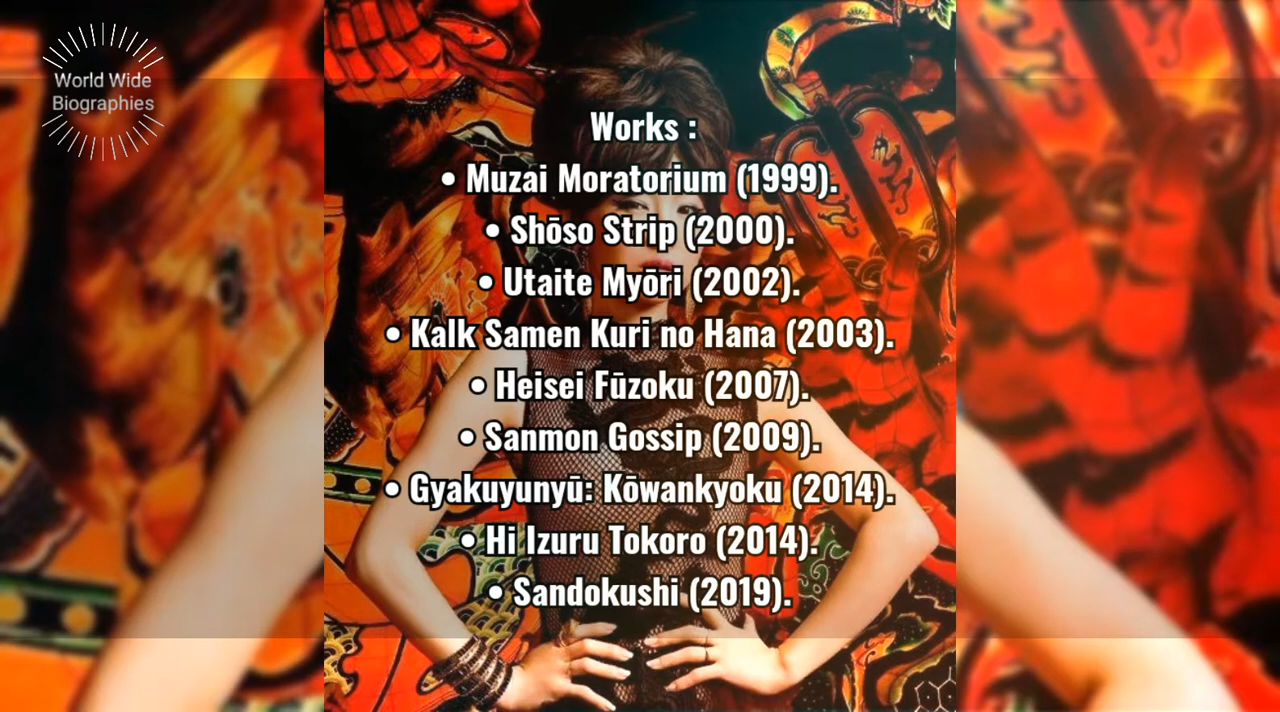 World Wide
Biographies
Works :
• Muzai Moratorium (1999).
• Shōso Strip (2000).
• Utaite Myōri (2002).
• Kalk Samen Kuri no Hana (2003).
• Heisei Fūzoku (2007).
• Sanmon Gossip (2009).
• Gyakuyunyū: Kōwankyoku (2014).
• Hi Izuru Tokoro (2014).
• Sandokushi (2019).